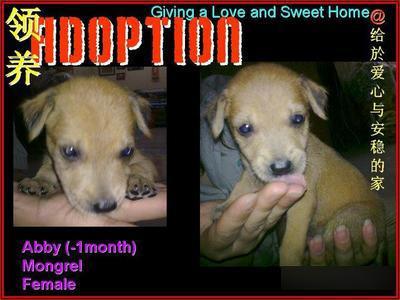 领养
ADOPTION
Giving a Love and Sweet Home@
给於爱心与安稳的家
Abby (-1month)
Mongrel
Female